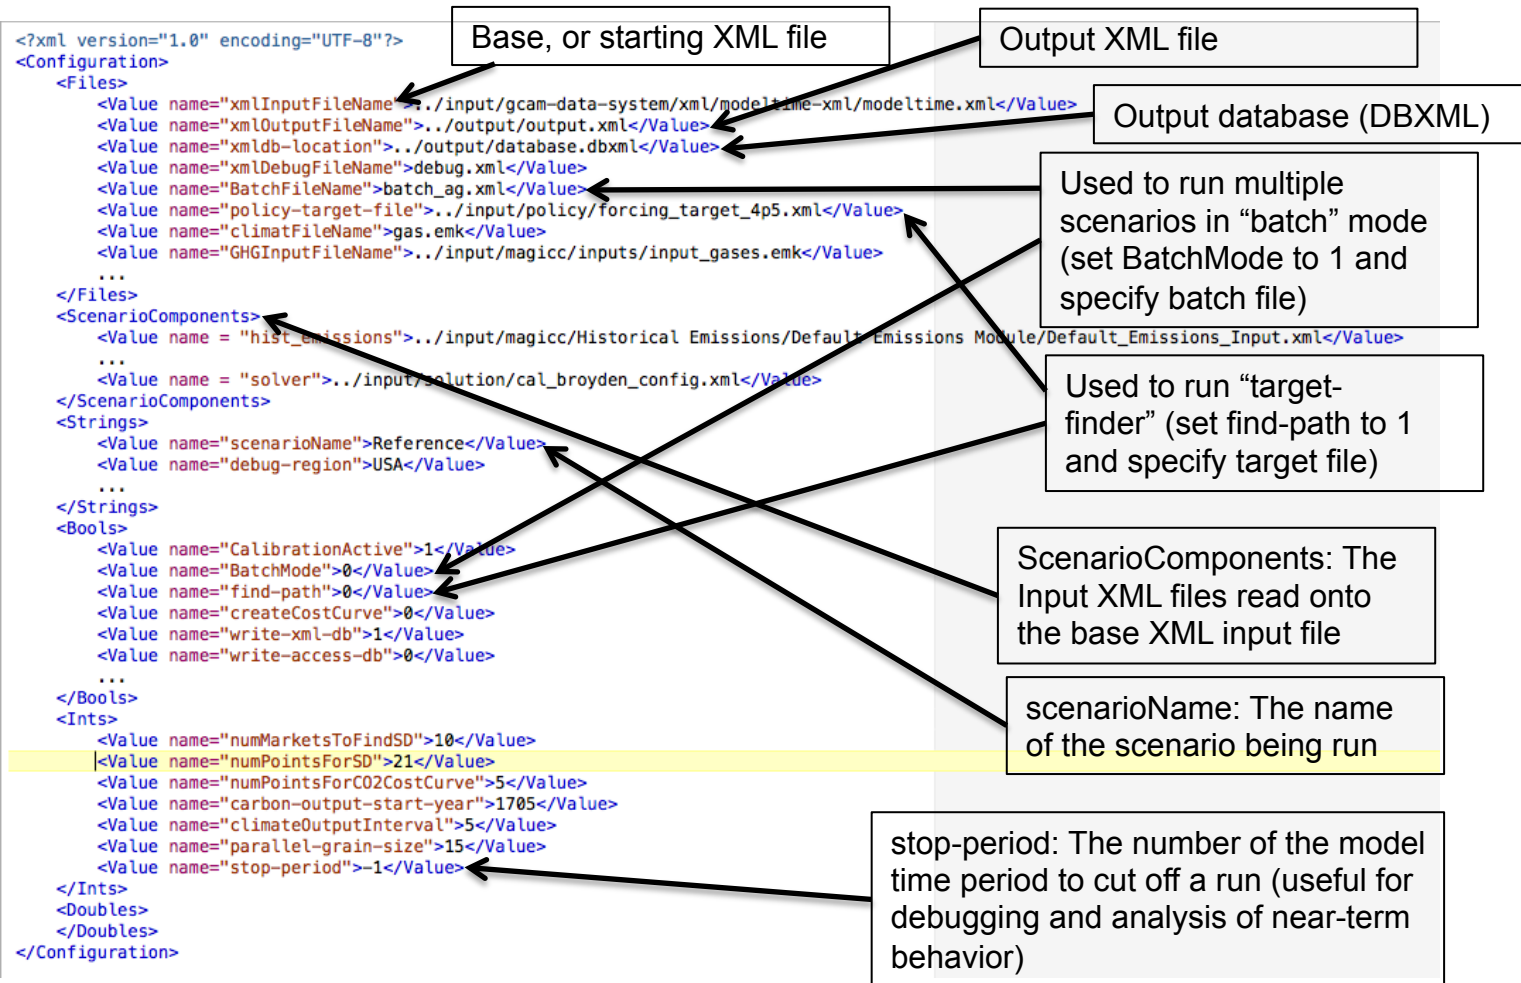 <?xml version="1.0" encoding="UTF-8"?>
<Configuration>
<Files>
<Value name="xmlInputFileName">../input/gcam-data-system/xml/modeltime-xml/modeltime.xml</Value>
<Value name="xmlOutputFileName">../output/output.xml</Value>
<Value name="xmldb-location">../output/database.dbxml</Value>
<Value name="xmlDebugFileName">debug.xml</Value>
<Value name="BatchFileName">batch_ag.xml</Value>
<Value name="policy-target-file">../input/policy/forcing_target_4p5.xml</Value>
<Value name="climatFileName">gas.emk</Value>
<Value name="GHGInputFileName">../input/magicc/inputs/input_gases.emk</Value>
...
</Files>
<ScenarioComponents>
<Value name = "hist_emissions">../input/magicc/Historical Emissions/Default Emissions Module/Default_Emissions_Input.xml</Value>
...
<Value name = "solver">../input/solution/cal_broyden_config.xml</Value>
</ScenarioComponents>
<Strings>
<Value name="scenarioName">Reference</Value>
<Value name="debug-region">USA</Value>
...
</Strings>
<Bools>
<Value name="CalibrationActive">1</Value>
<Value name="BatchMode">0</Value>
<Value name="find-path">0</Value>
<Value name="createCostCurve">0</Value>
<Value name="write-xml-db">1</Value>
<Value name="write-access-db">0</Value>
...
</Bools>
<Ints>
<Value name="numMarketsToFindSD">10</Value>
<Value name="numPointsForSD">21</Value>
<Value name="numPointsForCO2CostCurve">5</Value>
<Value name="carbon-output-start-year">1705</Value>
<Value name="climateOutputInterval">5</Value>
<Value name="parallel-grain-size">15</Value>
<Value name="stop-period">-1</Value>
</Ints>
<Doubles>
</Doubles>
</Configuration>
Base, or starting XML file
Output XML file
Output database (DBXML)
Used to run multiple
scenarios in “batch” mode
(set BatchMode to 1 and
specify batch file)
Used to run “target-
finder” (set find-path to 1
and specify target file)
ScenarioComponents: The
Input XML files read onto
the base XML input file
scenarioName: The name
of the scenario being run
stop-period: The number of the model
time period to cut off a run (useful for
debugging and analysis of near-term
behavior)